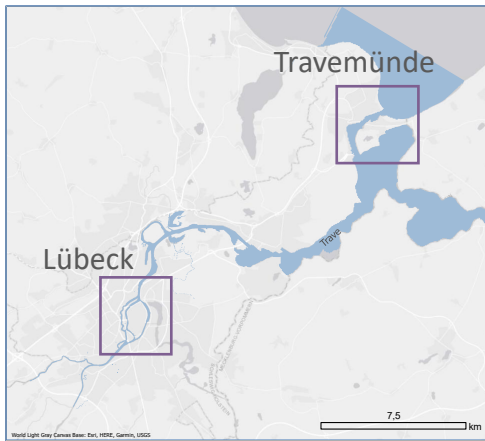 Travemünde
Trave
Lübeck
7,5
km
World Light Gray Canvas Base: Esri, HERE, Garmin, USGS